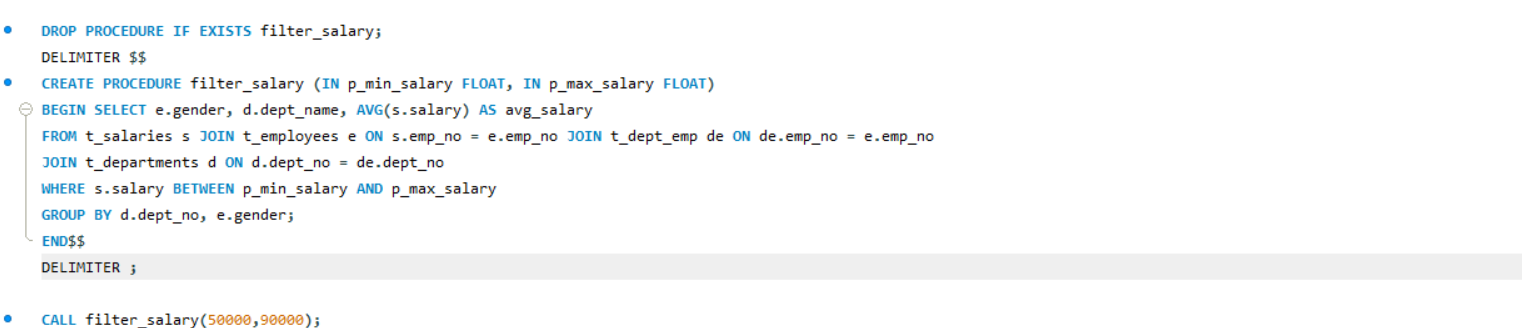 DROP PROCEDURE IF EXISTS filter_salary;
DELIMITER $$
CREATE PROCEDURE filter_salary (IN p_min_salary FLOAT, IN p_max_salary FLOAT)
BEGIN SELECT e.gender, d.dept_name, AVG(s.salary) AS avg_salary
FROM t_salaries s JOIN t_employees e ON s.emp_no = e.emp_no JOIN t_dept_emp de ON de.emp_no = e.emp_no
JOIN t_departments d ON d.dept_no = de.dept_no
WHERE s.salary BETWEEN p_min_salary AND p_max_salary
GROUP BY d.dept_no, e.gender;
END$$
DELIMITER ;
CALL filter_salary(50000,90000);